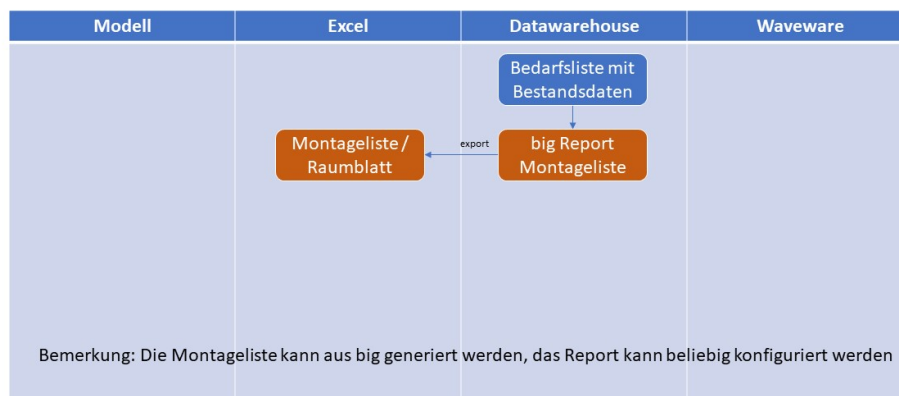 Modell
Excel
Datawarehouse
Waveware
Bedarfsliste mit
Bestandsdaten
Montageliste /
Raumblatt
export
big Report
Montageliste
Bemerkung: Die Montageliste kann aus big generiert werden, das Report kann beliebig konfiguriert werden